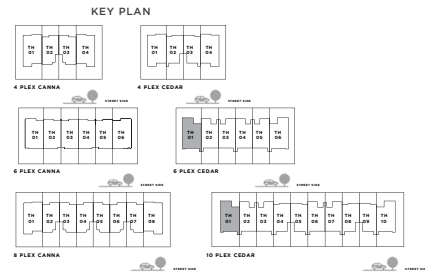 KEY PLAN
TH 01 TH 02 TH 03 TH 04
4 PLEX CANNA
STREET SIDE
TH 01 TH 02 TH 03 TH 04
4 PLEX CEDAR
STREET SIDE
TH 01 TH 02 TH 03 TH 04 TH 05 TH 06
6 PLEX CANNA
STREET SIDE
TH 01 TH 02 TH 03 TH 04 TH 05 TH 06
6 PLEX CEDAR
STREET SIDE
TH 01 TH 02 TH 03 TH 04 TH 05 TH 06 TH 07 TH 08
8 PLEX CANNA
STREET SIDE
TH 01 TH 02 TH 03 TH 04 TH 05 TH 06 TH 07 TH 08 TH 09 TH 10
10 PLEX CEDAR
STREET SI